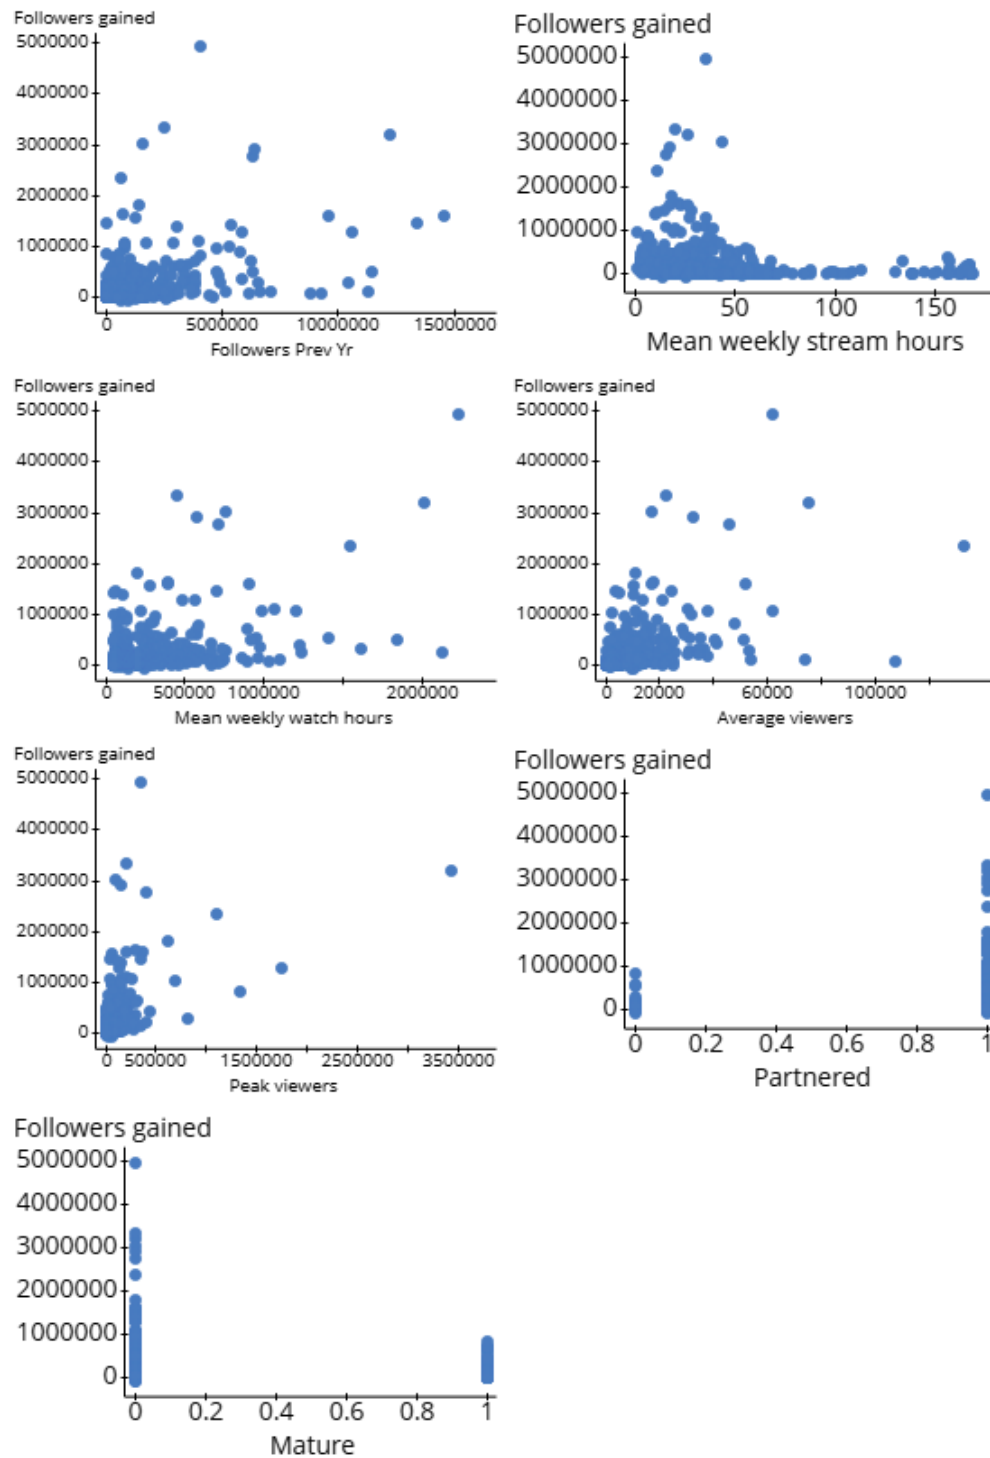 Followers gained
5000000
4000000
3000000
2000000
1000000
0
0 5000000 10000000 15000000
Followers Prev Yr
Followers gained
5000000
4000000
3000000
2000000
1000000
0
0 50 100 150
Mean weekly stream hours
Followers gained
5000000
4000000
3000000
2000000
1000000
0
0 500000 1000000 2000000
Mean weekly watch hours
Followers gained
5000000
4000000
3000000
2000000
1000000
0
0 20000 60000 100000
Average viewers
Followers gained
5000000
4000000
3000000
2000000
1000000
0
0 500000 1500000 2500000 3500000
Peak viewers
Followers gained
5000000
4000000
3000000
2000000
1000000
0
0 0.2 0.4 0.6 0.8 1
Partnered
Followers gained
5000000
4000000
3000000
2000000
1000000
0
0 0.2 0.4 0.6 0.8 1
Mature